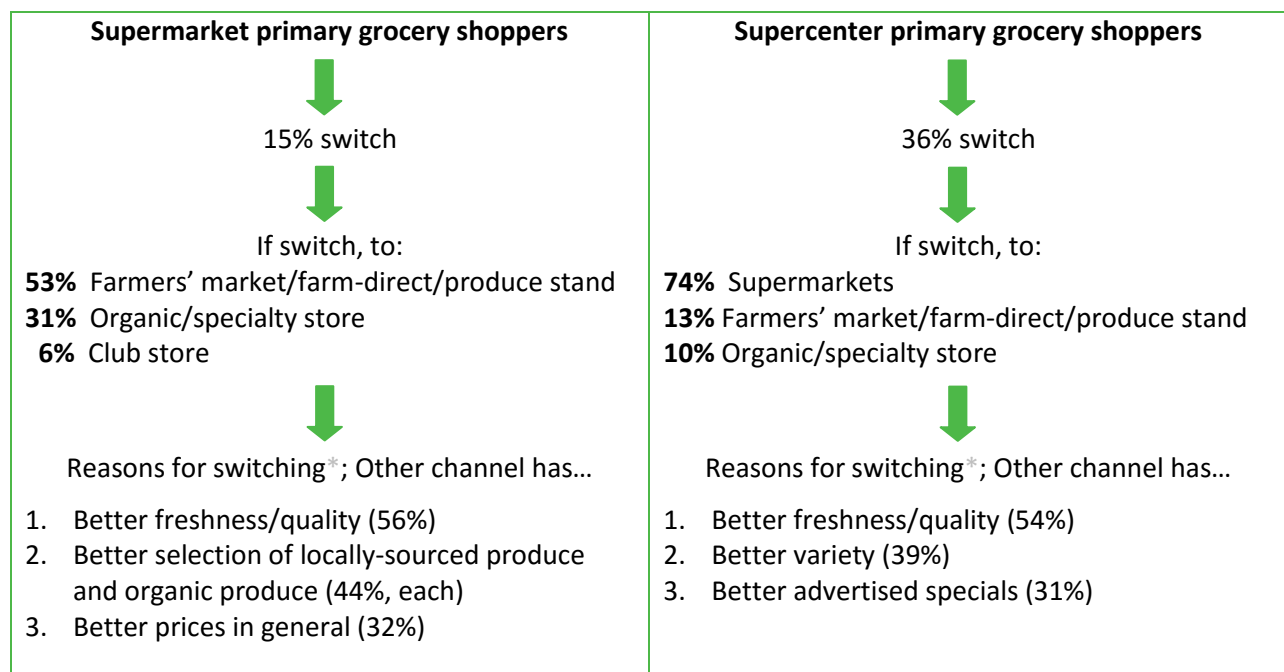 Supermarket primary grocery shoppers
15% switch
If switch, to:
53% Farmers’ market/farm-direct/produce stand
31% Organic/specialty store
6% Club store
Reasons for switching*; Other channel has…
1. Better freshness/quality (56%)
2. Better selection of locally-sourced produce
and organic produce (44%, each)
3. Better prices in general (32%)
Supercenter primary grocery shoppers
36% switch
If switch, to:
74% Supermarkets
13% Farmers’ market/farm-direct/produce stand
10% Organic/specialty store
Reasons for switching*; Other channel has…
1. Better freshness/quality (54%)
2. Better variety (39%)
3. Better advertised specials (31%)